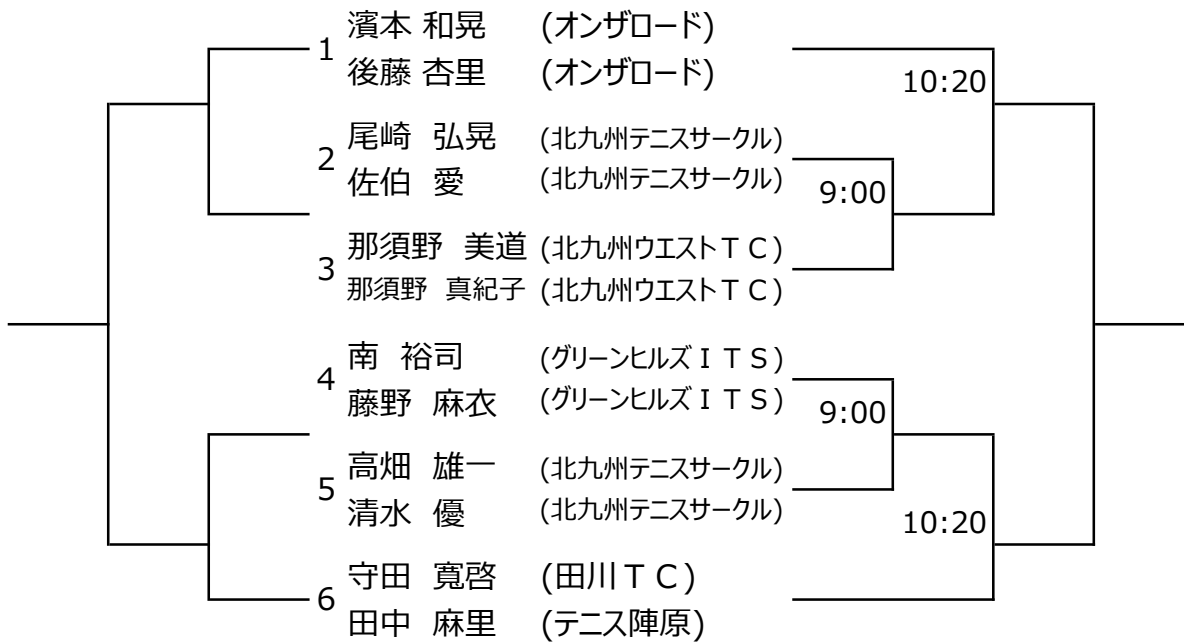 1 濱本 和晃 (オンザロード)
後藤 杏里 (オンザロード)
10:20
2 尾崎 弘晃 (北九州テニスサークル)
佐伯 愛 (北九州テニスサークル)
9:00
3 那須野 美道 (北九州ウエストTC)
那須野 真紀子 (北九州ウエストTC)
4 南 裕司 (グリーンヒルズITS)
藤野 麻衣 (グリーンヒルズITS)
9:00
5 高畑 雄一 (北九州テニスサークル)
清水 優 (北九州テニスサークル)
10:20
6 守田 寛啓 (田川TC)
田中 麻里 (テニス陣原)